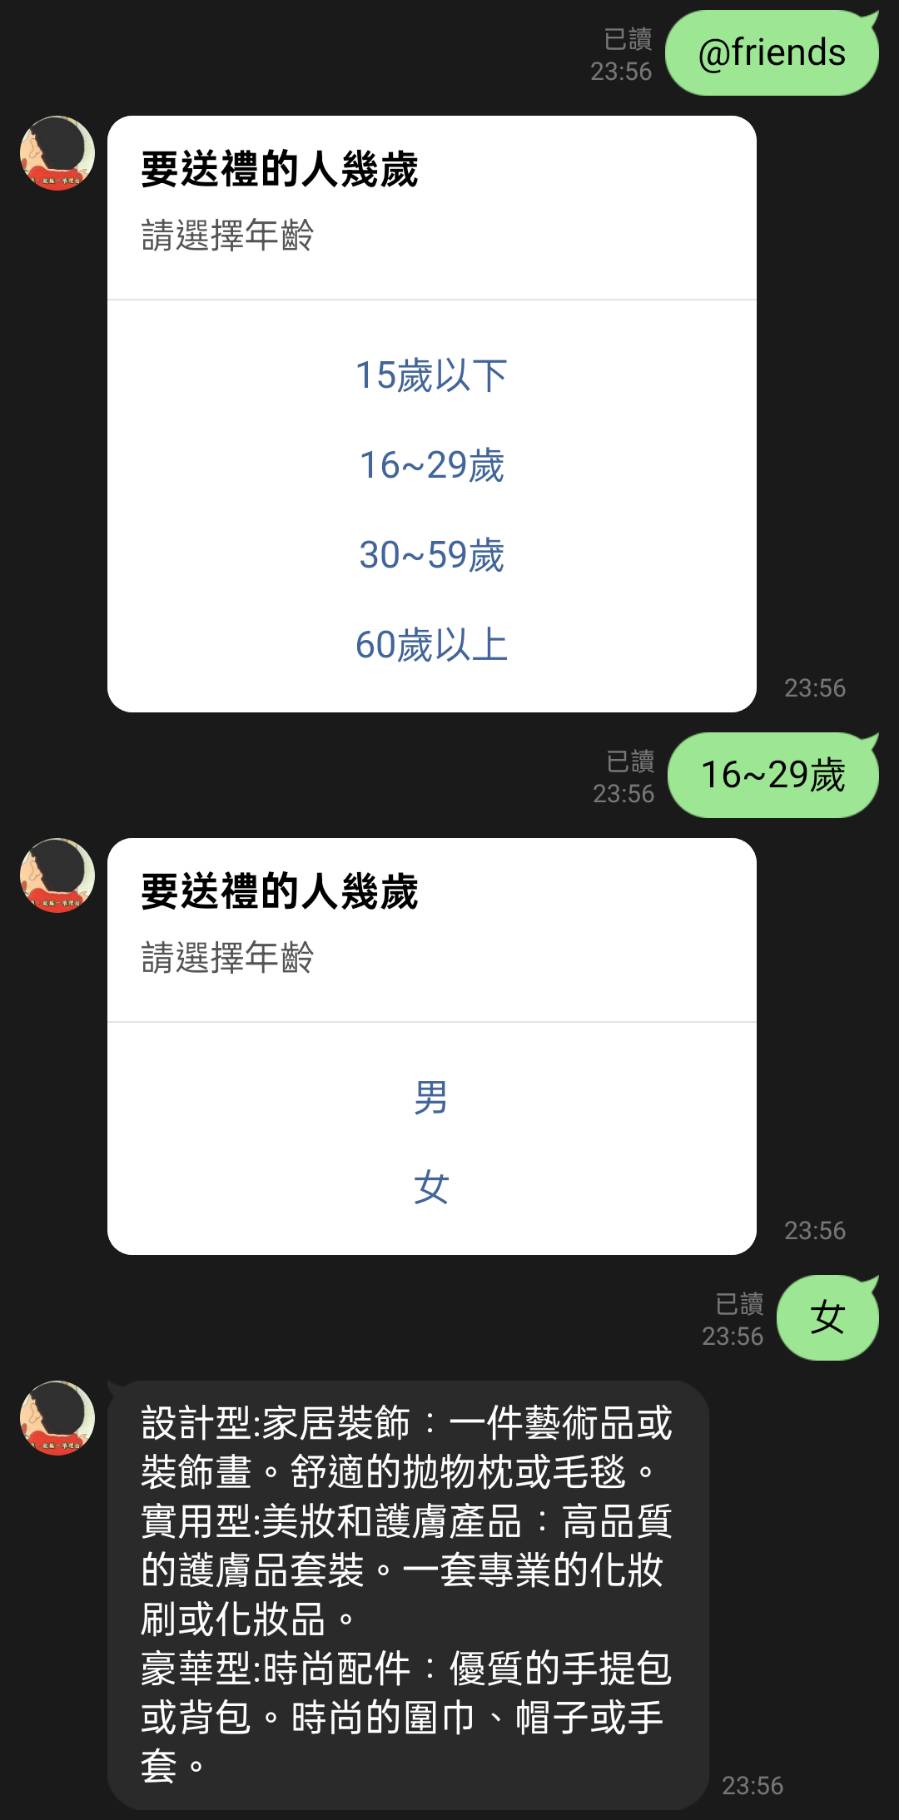 已讀
23:56
@friends
要送禮的人幾歲
請選擇年齡
15歲以下
16~29歲
30~59歲
60歲以上
23:56
已讀
23:56
16~29歲
要送禮的人幾歲
請選擇年齡
男
女
23:56
已讀
23:56
女
設計型:家居裝飾：一件藝術品或
裝飾畫。舒適的拋物枕或毛毯。
實用型:美妝和護膚產品：高品質
的護膚品套裝。一套專業的化妝
刷或化妝品。
豪華型:時尚配件：優質的手提包
或背包。時尚的圍巾、帽子或手
套。
23:56